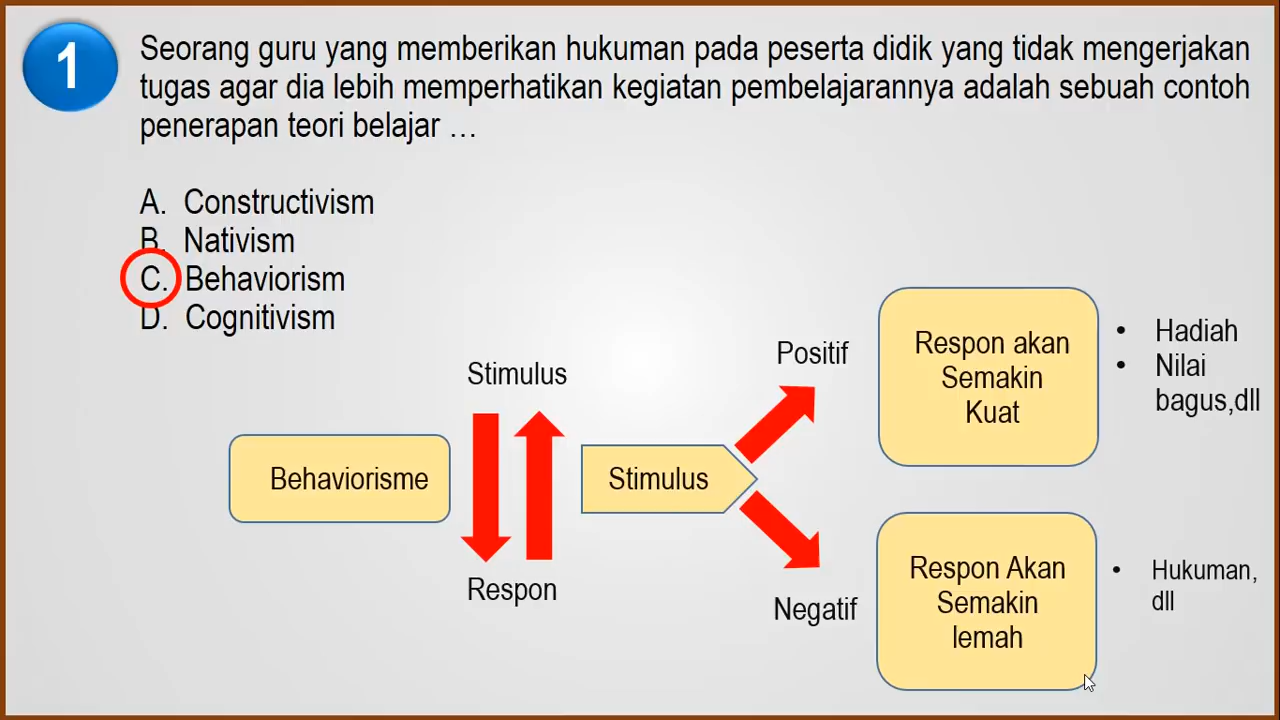 1
Seorang guru yang memberikan hukuman pada peserta didik yang tidak mengerjakan
tugas agar dia lebih memperhatikan kegiatan pembelajarannya adalah sebuah contoh
penerapan teori belajar …
A. Constructivism
B. Nativism
C. Behaviorism
D. Cognitivism
Behaviorisme
Stimulus
Respon
Stimulus
Positif
Respon akan
Semakin
Kuat
• Hadiah
• Nilai
bagus,dll
Negatif
Respon Akan
Semakin
lemah
• Hukuman,
dll